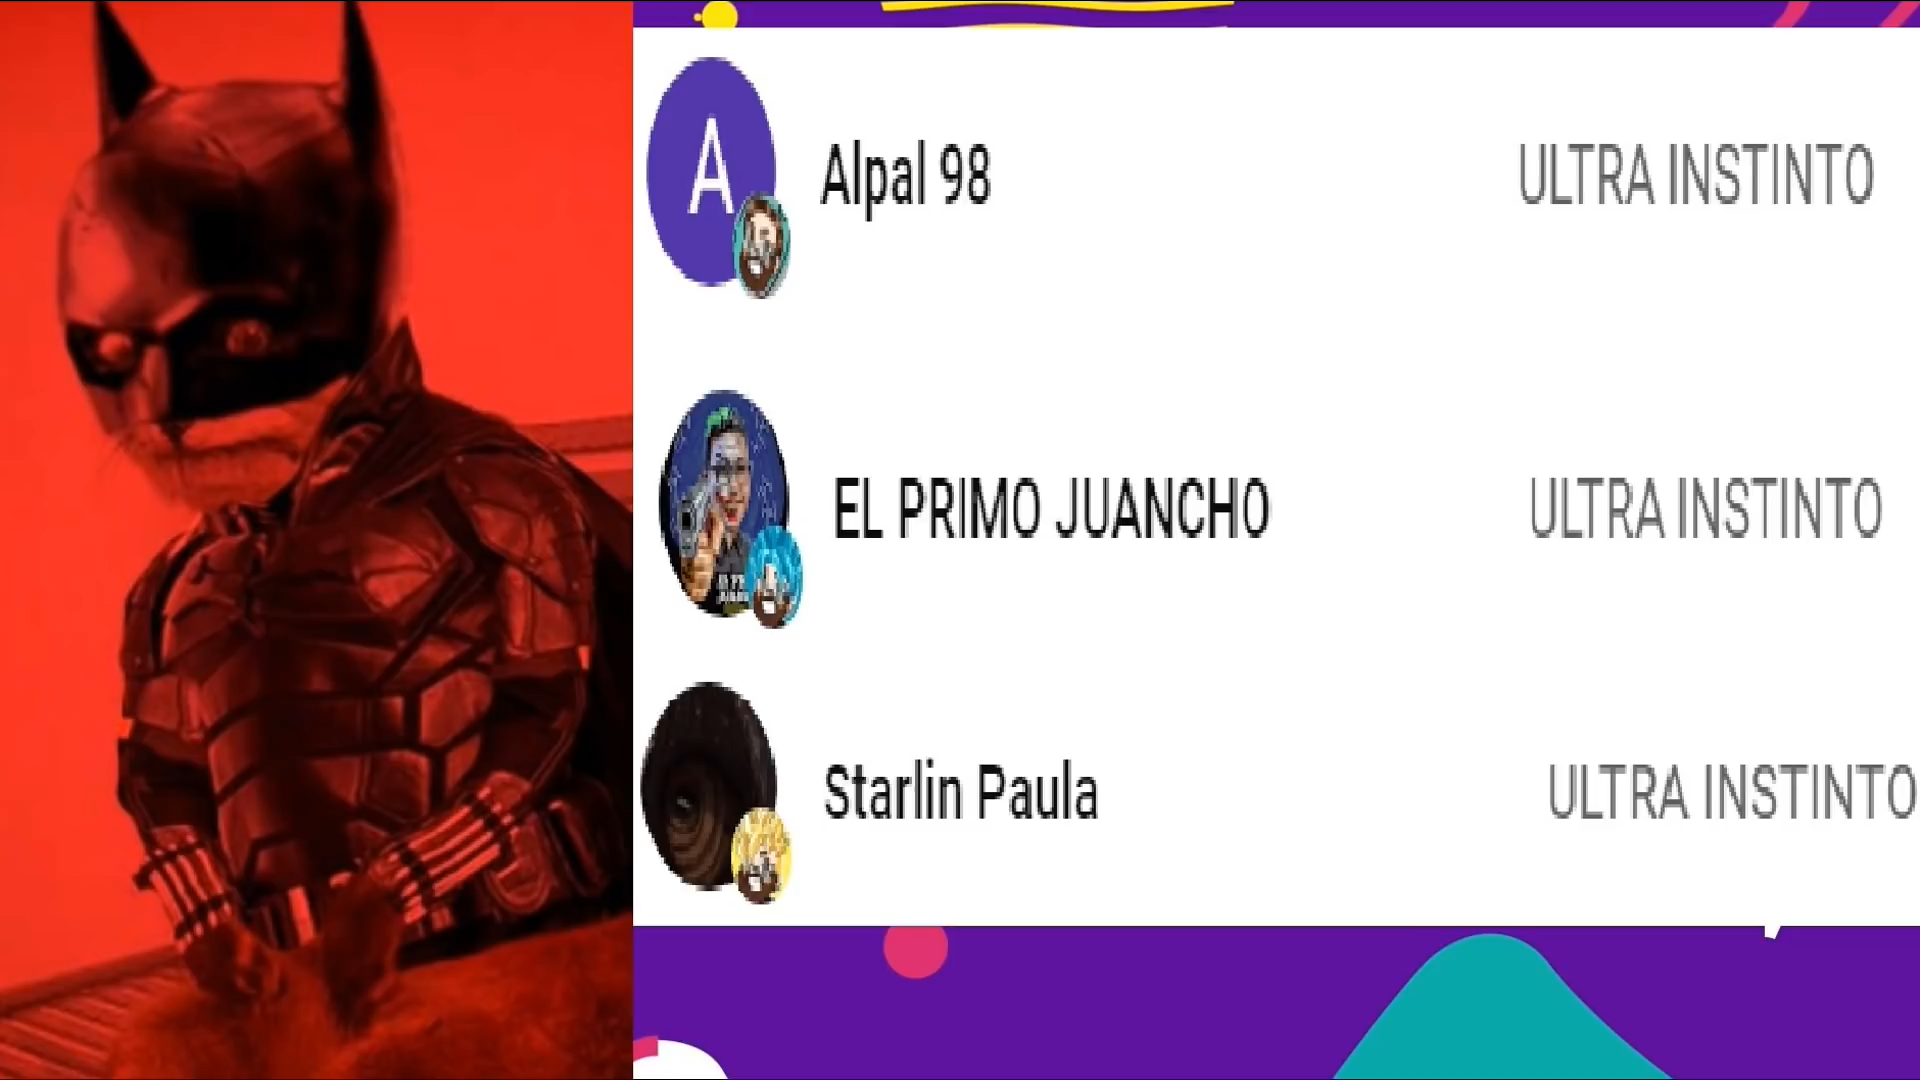 A
Alpal 98
ULTRA INSTINTO
EL PRIMO JUANCHO
ULTRA INSTINTO
Starlin Paula
ULTRA INSTINTO